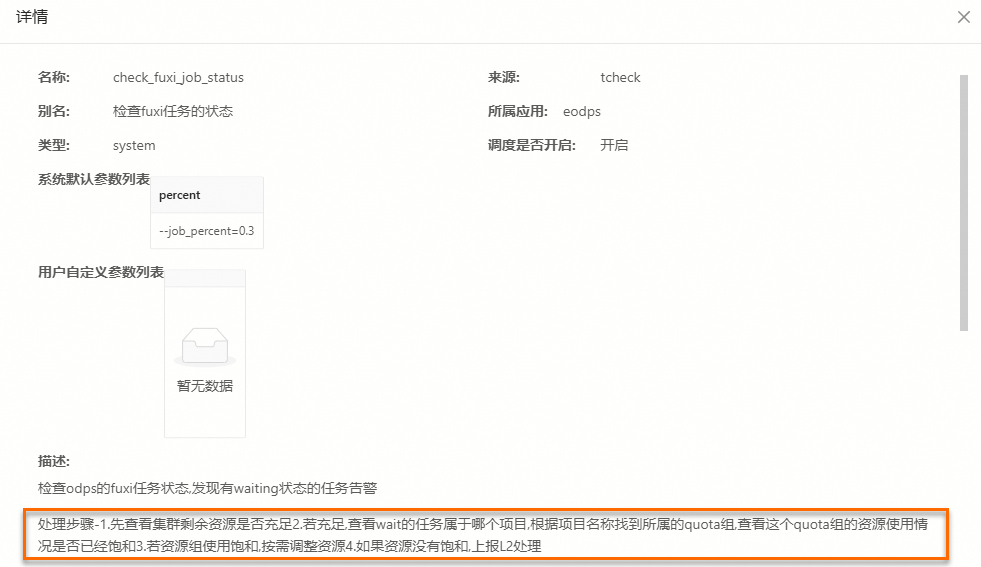 详情
名称: check_fuxi_job_status 来源: tcheck
别名: 检查fuxi任务的状态 所属应用: eodps
类型: system 调度是否开启: 开启
系统默认参数列表
percent
--job_percent=0.3
用户自定义参数列表
暂无数据
描述:
检查odps的fuxi任务状态,发现有waiting状态的任务告警
处理步骤-1.先查看集群剩余资源是否充足2.若充足,查看wait的任务属于哪个项目,根据项目名称找到所属的quota组,查看这个quota组的资源使用情
况是否已经饱和3.若资源组使用饱和,按需调整资源4.如果资源没有饱和,上报L2处理